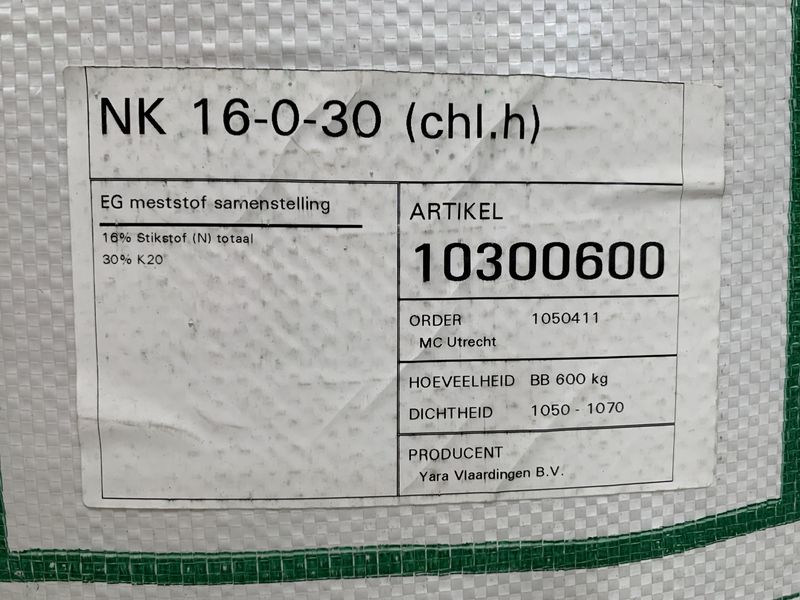 NK 16-0-30 (chl.h)
EG meststof samenstelling
16% Stikstof (N) totaal
30% K20
ARTIKEL
10300600
ORDER 1050411
MC Utrecht
HOEVEELHEID BB 600 kg
DICHTHEID 1050 - 1070
PRODUCENT
Yara Vlaardingen B.V.